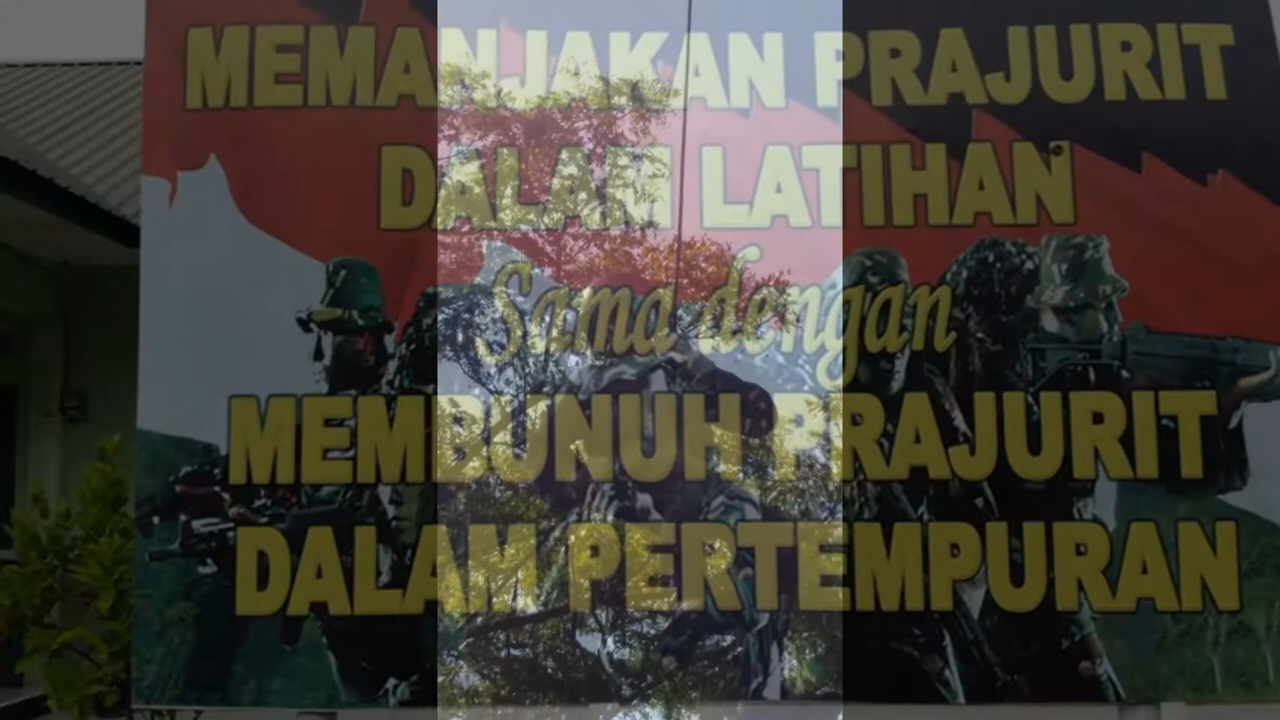 MEMANJAKAN PRAJURIT
DALAM LATIHAN
Sama dengan
MEMBUNUH PRAJURIT
DALAM PERTEMPURAN